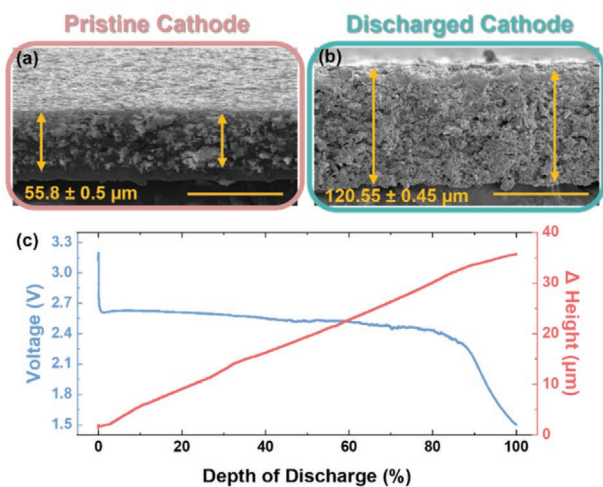 Pristine Cathode
Discharged Cathode
(a)
55.8 ± 0.5 μm
(b)
120.55 ± 0.45 μm
(c)
Voltage (V)
3.3
3.0
2.7
2.4
2.1
1.8
1.5
0
20
40
60
80
100
Depth of Discharge (%)
40
30
20
10
0
Δ Height (μm)